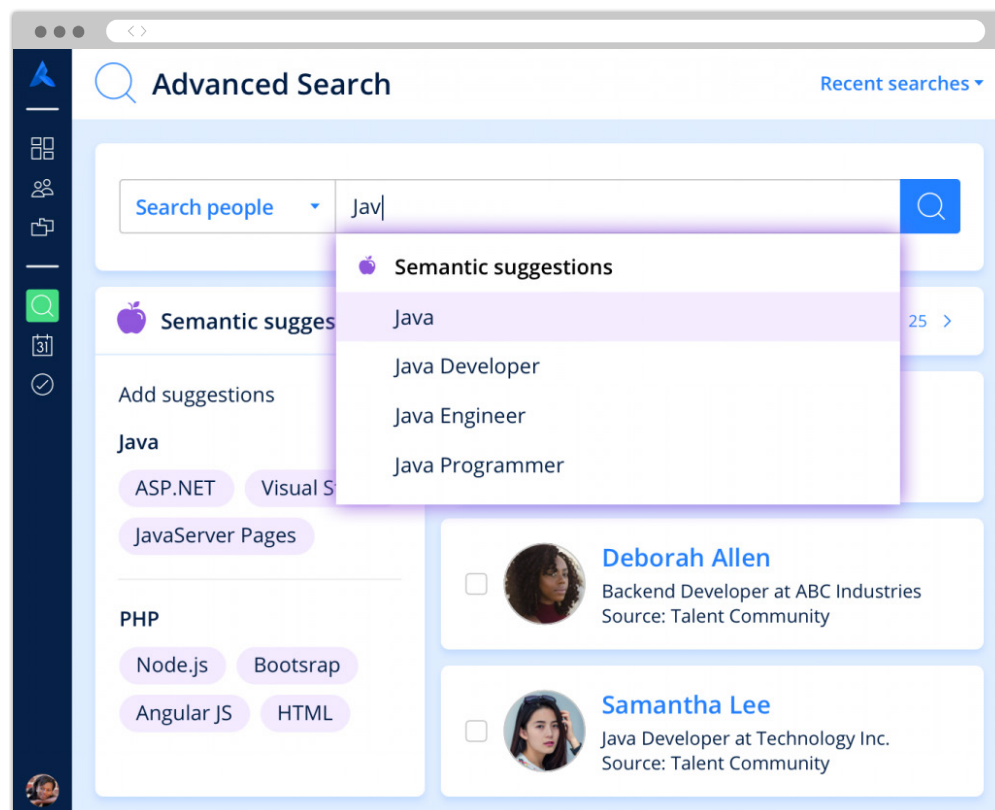 Advanced Search
Recent searches
Search people
Jav
Semantic suggestions
Java
Java Developer
Java Engineer
Java Programmer
Semantic sugges
25
31
Add suggestions
Java
ASP.NET
Visual S
JavaServer Pages
PHP
Node.js
Bootsrap
Angular JS
HTML
Deborah Allen
Backend Developer at ABC Industries
Source: Talent Community
Samantha Lee
Java Developer at Technology Inc.
Source: Talent Community